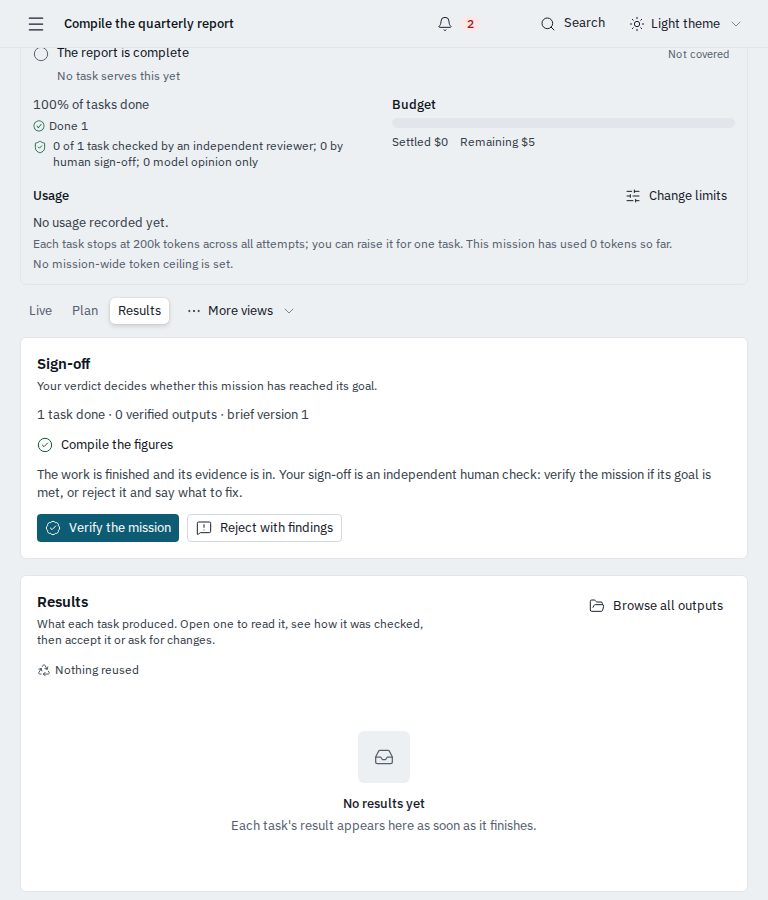 Compile the quarterly report
2
Search
Light theme
The report is complete
Not covered
No task serves this yet
100% of tasks done
Done 1
0 of 1 task checked by an independent reviewer; 0 by
human sign-off; 0 model opinion only
Budget
Settled $0 Remaining $5
Usage
Change limits
No usage recorded yet.
Each task stops at 200k tokens across all attempts; you can raise it for one task. This mission has used 0 tokens so far.
No mission-wide token ceiling is set.
Live
Plan
Results
More views
Sign-off
Your verdict decides whether this mission has reached its goal.
1 task done · 0 verified outputs · brief version 1
Compile the figures
The work is finished and its evidence is in. Your sign-off is an independent human check: verify the mission if its goal is
met, or reject it and say what to fix.
Verify the mission
Reject with findings
Results
Browse all outputs
What each task produced. Open one to read it, see how it was checked,
then accept it or ask for changes.
Nothing reused
No results yet
Each task's result appears here as soon as it finishes.